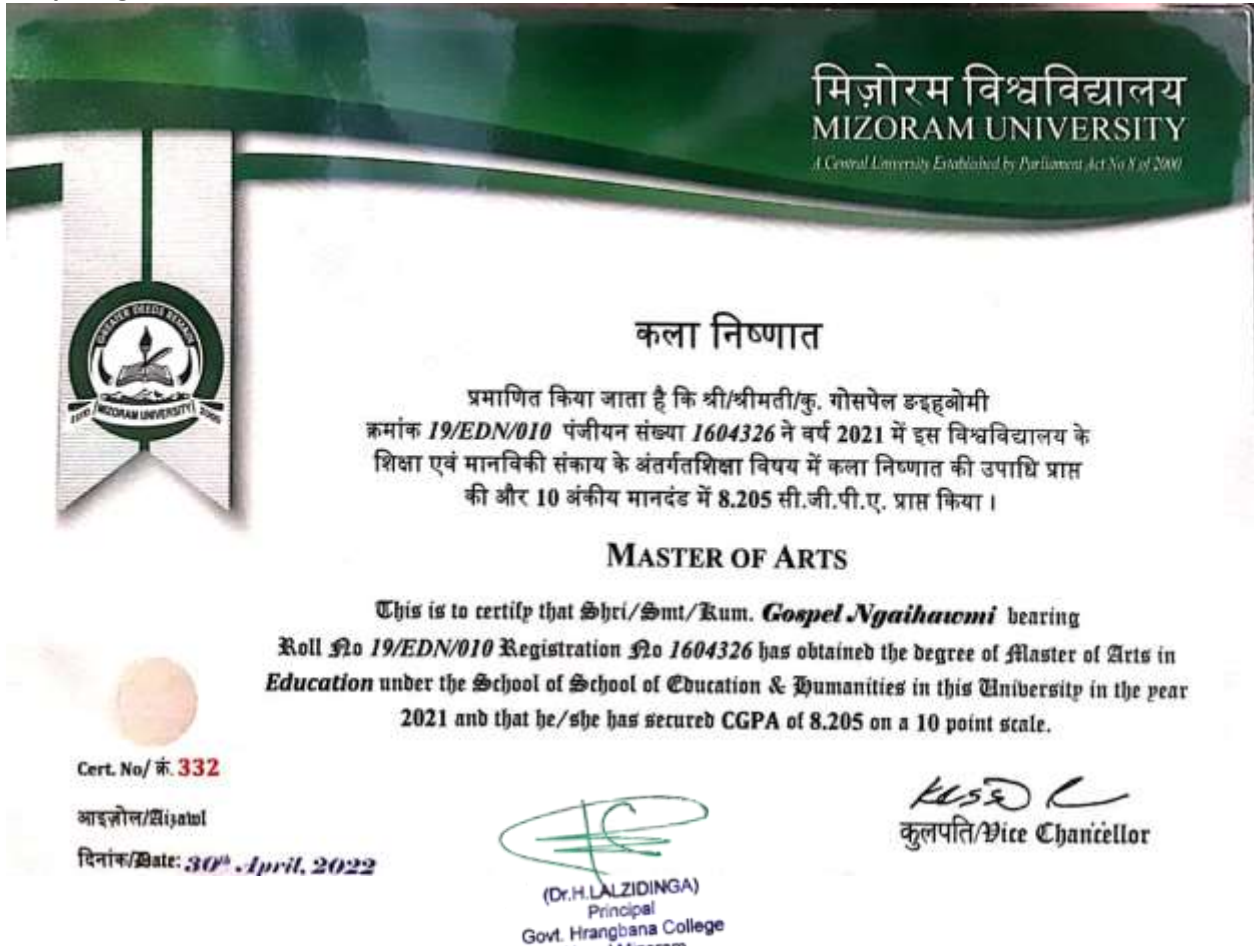 मिज़ोरम विश्वविद्यालय
MIZORAM UNIVERSITY
A Central University Established by Parliament Act No 8 of 2000
GREATER DEEDS REMAIN
MIZORAM UNIVERSITY
कला निष्णात
प्रमाणित किया जाता है कि श्री/श्रीमती/कु. गोसपेल ङइहओमी
क्रमांक 19/EDN/010 पंजीयन संख्या 1604326 ने वर्ष 2021 में इस विश्वविद्यालय के
शिक्षा एवं मानविकी संकाय के अंतर्गतशिक्षा विषय में कला निष्णात की उपाधि प्राप्त
की और 10 अंकीय मानदंड में 8.205 सी.जी.पी.ए. प्राप्त किया ।
MASTER OF ARTS
This is to certify that Shri/Smt/Kum. Gospel Ngaihawmi bearing
Roll No 19/EDN/010 Registration No 1604326 has obtained the degree of Master of Arts in
Education under the School of School of Education & Humanities in this University in the year
2021 and that he/she has secured CGPA of 8.205 on a 10 point scale.
Cert. No/ क्रं. 332
आइज़ोल/Aizawl
दिनांक/Date: 30th April, 2022
कुलपति/Vice Chancellor
(Dr.H.LALZIDINGA)
Principal
Govt. Hrangbana College